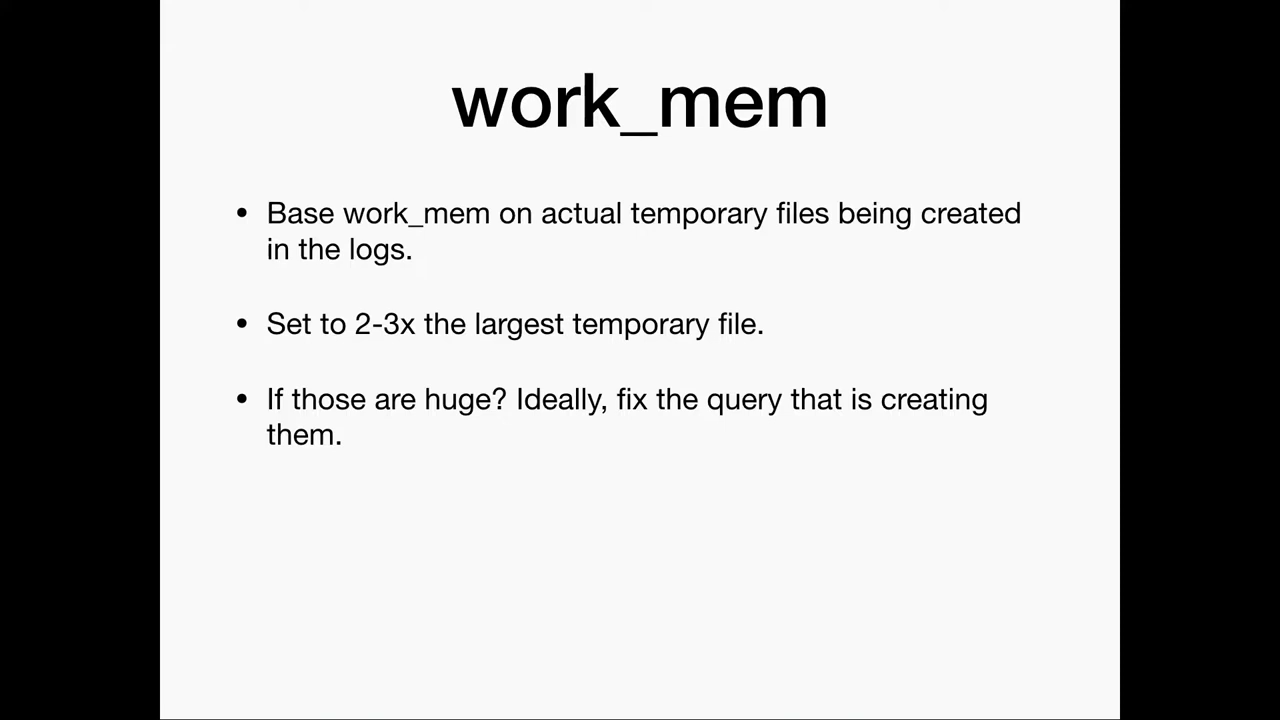 work_mem
• Base work_mem on actual temporary files being created
in the logs.
• Set to 2-3x the largest temporary file.
• If those are huge? Ideally, fix the query that is creating
them.